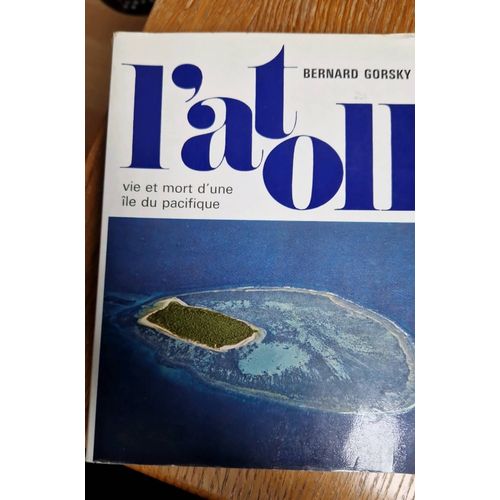 BERNARD GORSKY
l'atoll
vie et mort d'une
île du pacifique